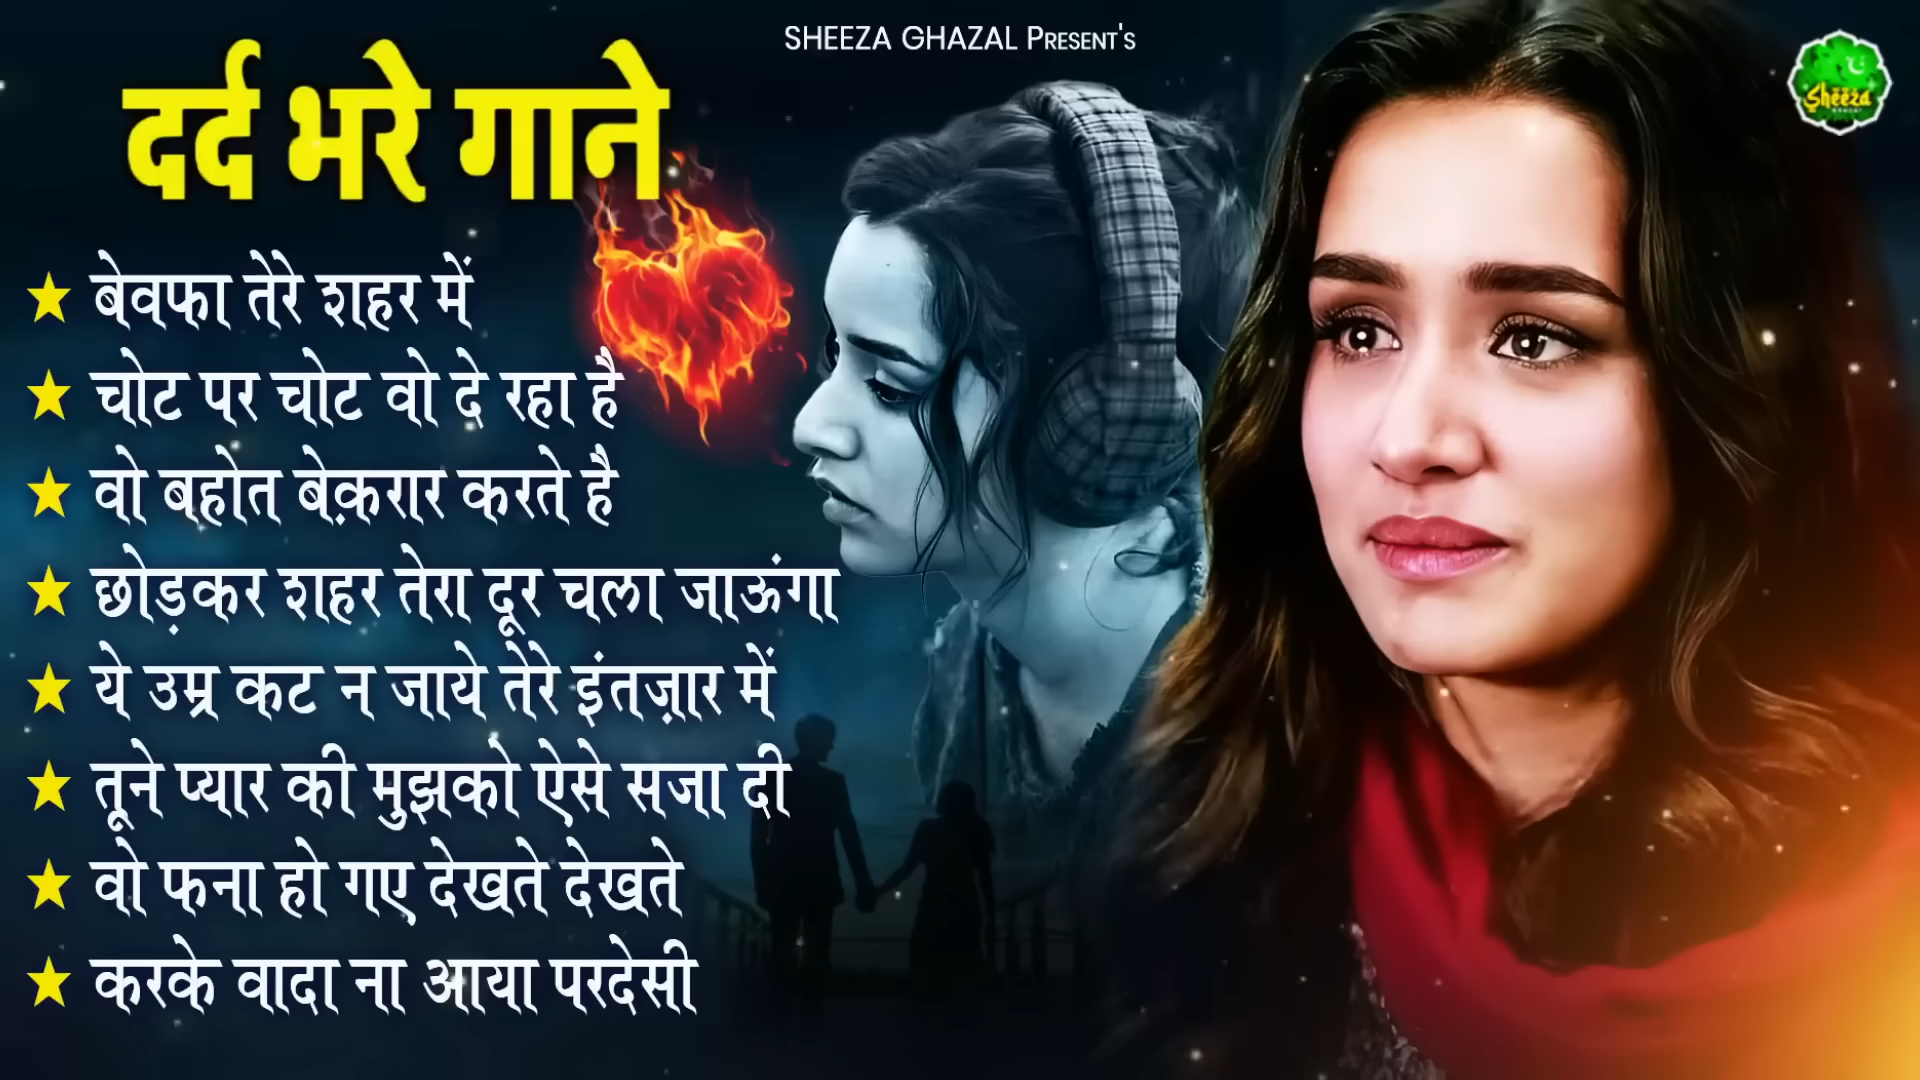 SHEEZA GHAZAL PRESENT'S
Sheeza
दर्द भरे गाने
★ बेवफा तेरे शहर में
★ चोट पर चोट वो दे रहा है
★ वो बहोत बेक़रार करते है
★ छोड़कर शहर तेरा दूर चला जाऊंगा
★ ये उम्र कट न जाये तेरे इंतज़ार में
★ तूने प्यार की मुझको ऐसे सजा दी
★ वो फना हो गए देखते देखते
★ करके वादा ना आया परदेसी